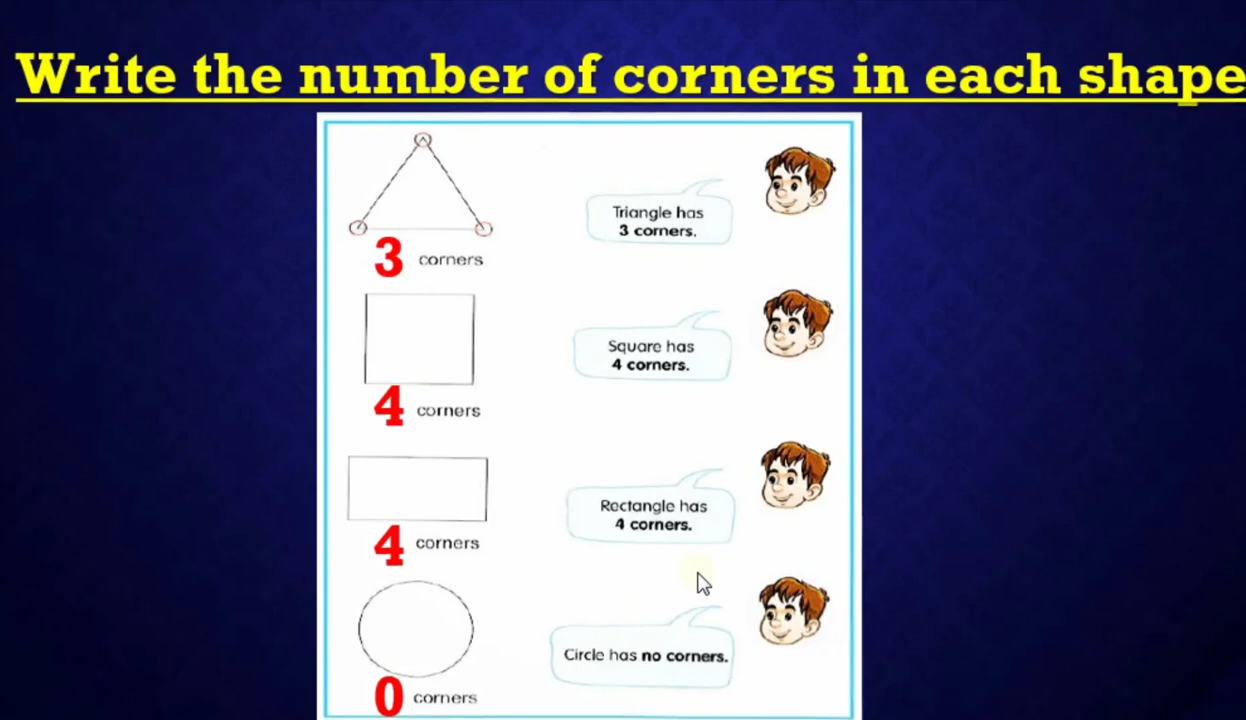 Write the number of corners in each shape
Triangle has
3 corners.
3 corners
Square has
4 corners.
4 corners
Rectangle has
4 corners.
4 corners
Circle has no corners.
0 corners